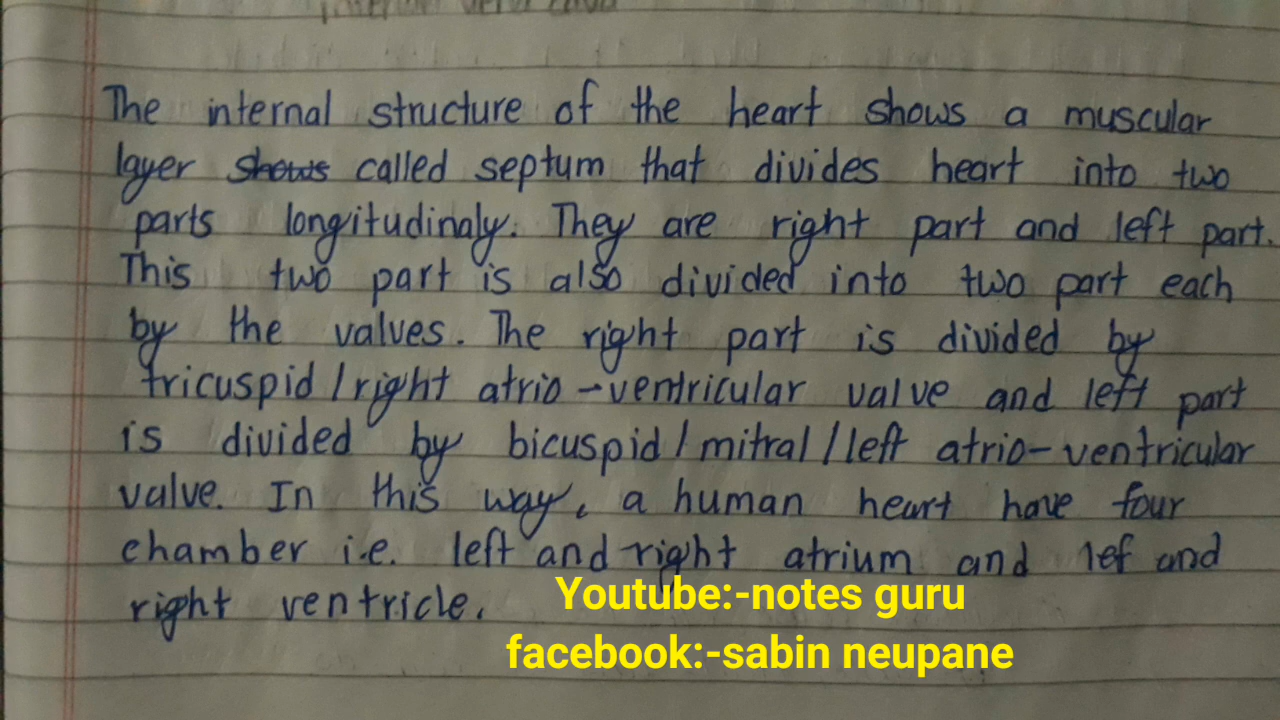 inferior vena cava
The internal structure of the heart shows a muscular
layer shows called septum that divides heart into two
parts longitudinaly. They are right part and left part.
This two part is also divided into two part each
by the valves. The right part is divided by
tricuspid/right atrio-ventricular valve and left part
is divided by bicuspid/mitral/left atrio-ventricular
valve. In this way, a human heart have four
chamber i.e. left and right atrium and lef and
right ventricle.
Youtube:-notes guru
facebook:-sabin neupane